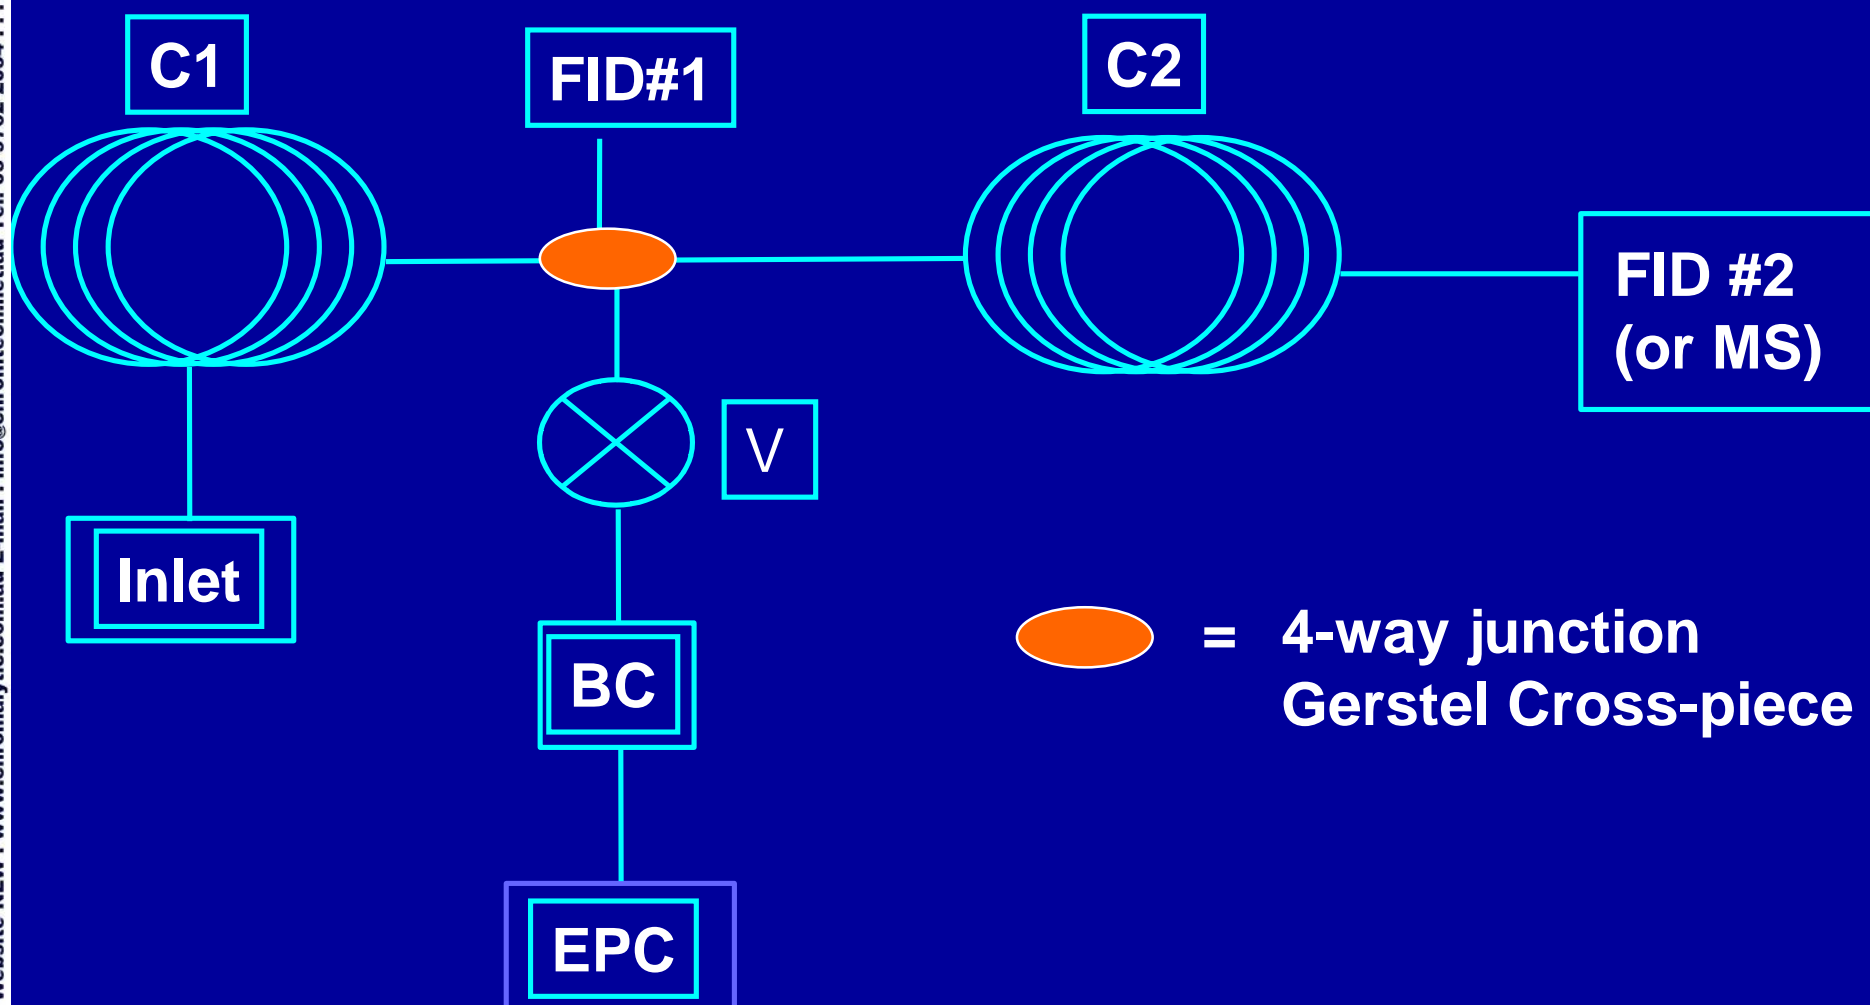 C1
FID#1
C2
FID #2
(or MS)
V
Inlet
BC
= 4-way junction
Gerstel Cross-piece
EPC